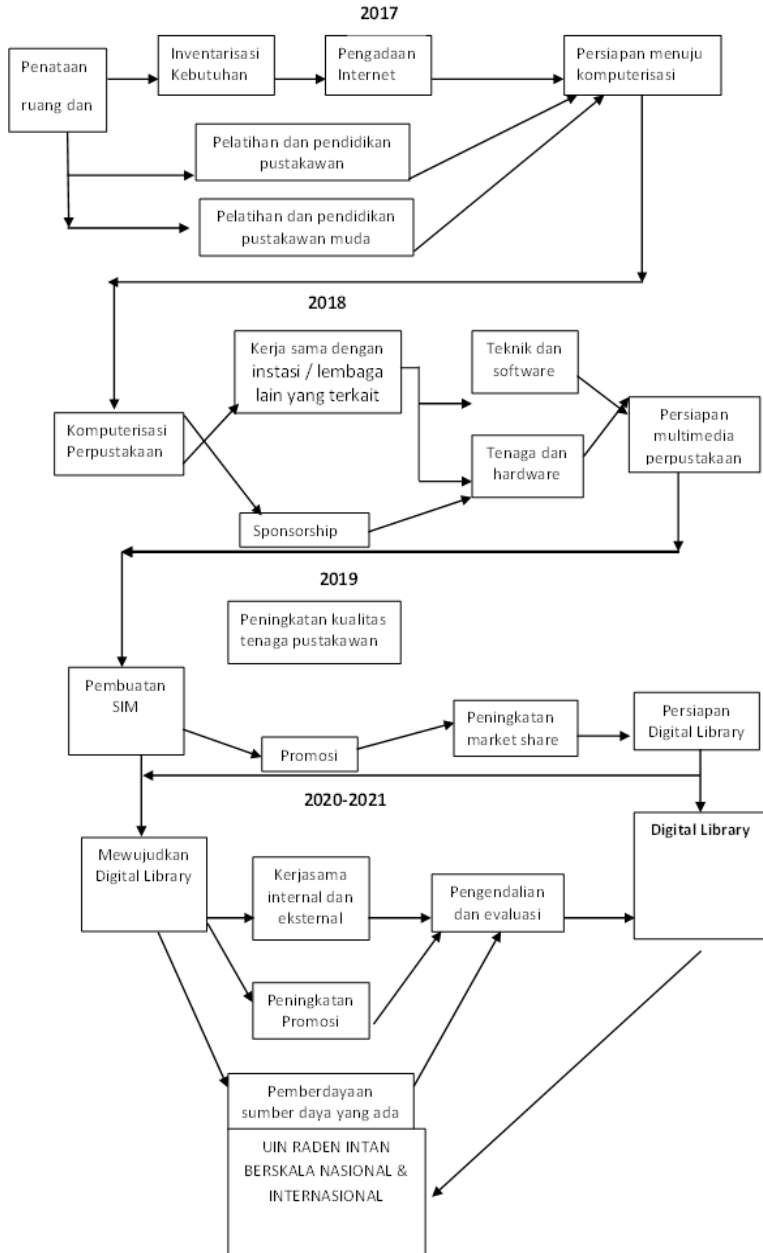 2017
Penataan
ruang dan
Inventarisasi
Kebutuhan
Pengadaan
Internet
Persiapan menuju
komputerisasi
Pelatihan dan pendidikan
pustakawan
Pelatihan dan pendidikan
pustakawan muda
2018
Komputerisasi
Perpustakaan
Kerja sama dengan
instasi / lembaga
lain yang terkait
Sponsorship
Teknik dan
software
Tenaga dan
hardware
Persiapan
multimedia
perpustakaan
2019
Peningkatan kualitas
tenaga pustakawan
Pembuatan
SIM
Promosi
Peningkatan
market share
Persiapan
Digital Library
2020-2021
Mewujudkan
Digital Library
Kerjasama
internal dan
eksternal
Peningkatan
Promosi
Pengendalian
dan evaluasi
Digital Library
Pemberdayaan
sumber daya yang ada
UIN RADEN INTAN
BERSKALA NASIONAL &
INTERNASIONAL